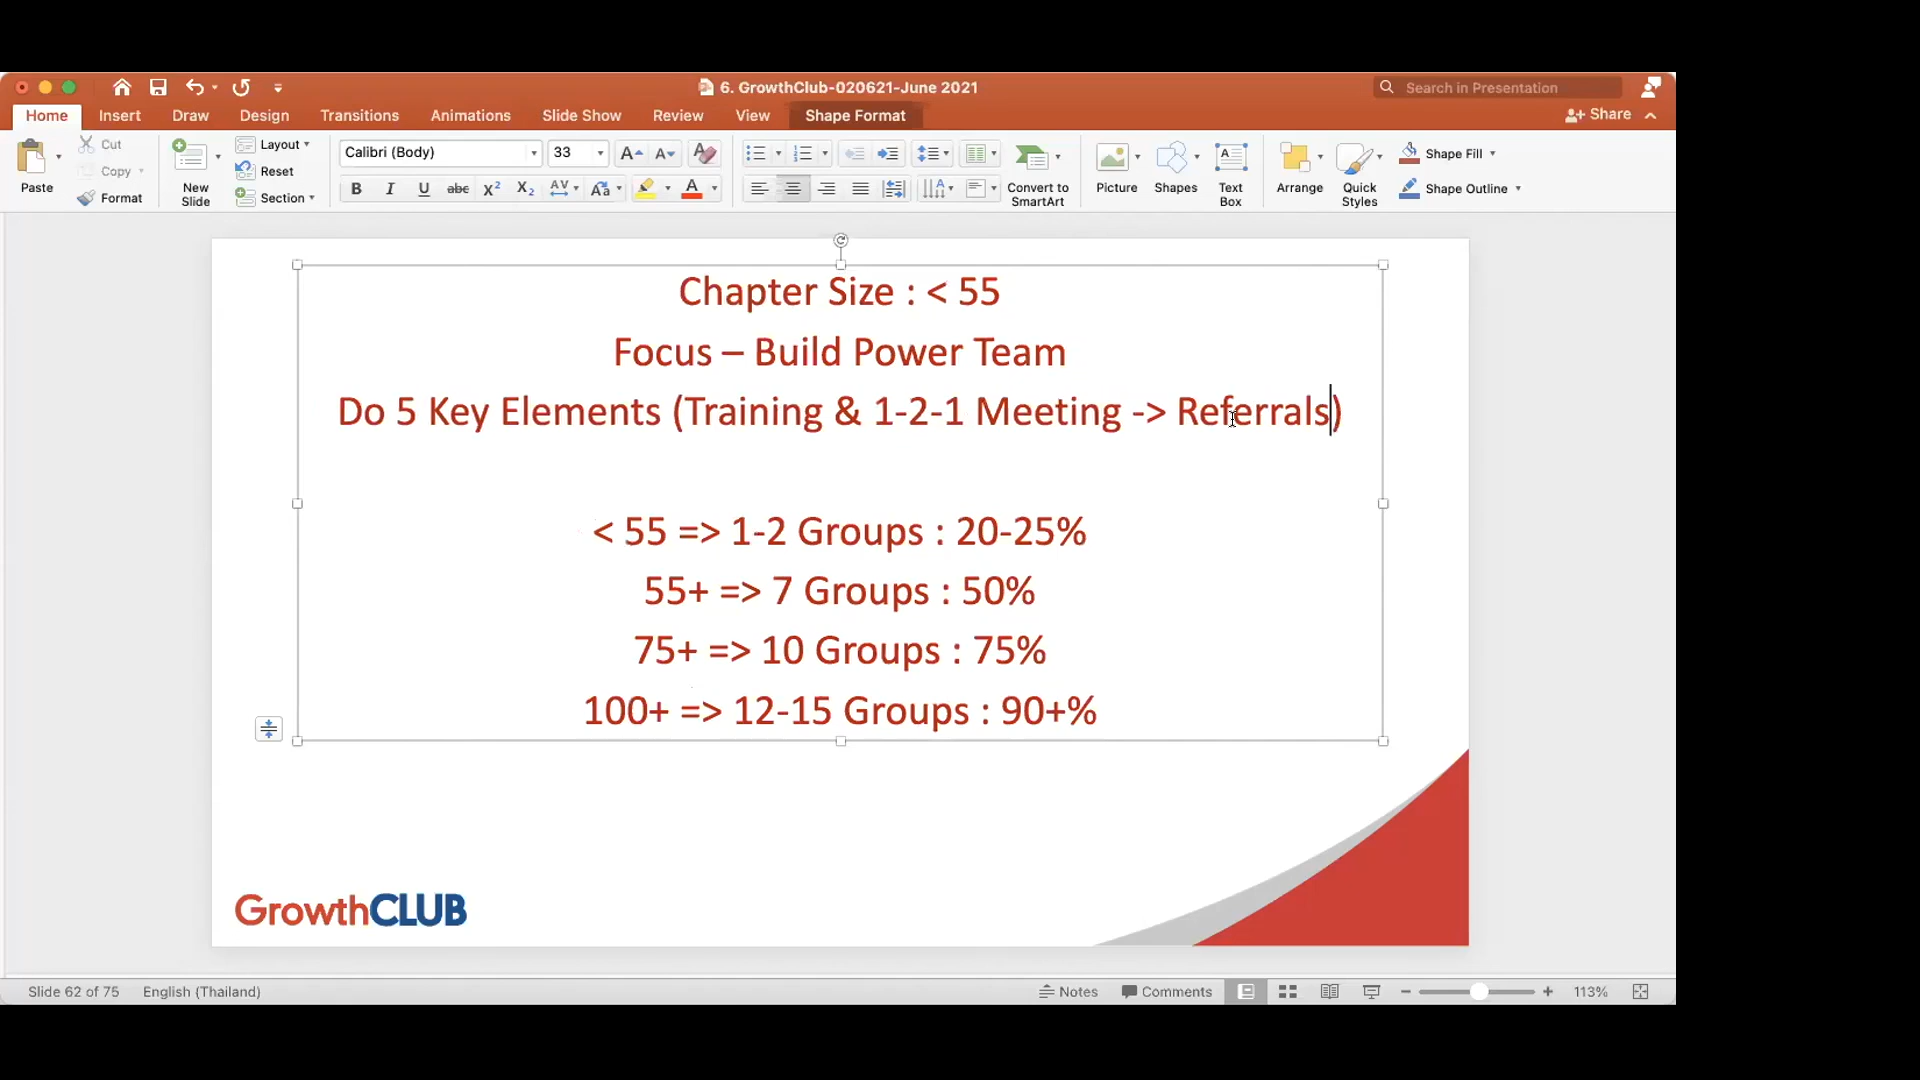 6. GrowthClub-020621-June 2021
Search in Presentation
Home Insert Draw Design Transitions Animations Slide Show Review View Shape Format
Share
Paste
Cut
Copy
Format
New Slide
Layout
Reset
Section
Calibri (Body) 33
Convert to SmartArt
Picture
Shapes
Text Box
Arrange
Quick Styles
Shape Fill
Shape Outline
Chapter Size : < 55
Focus – Build Power Team
Do 5 Key Elements (Training & 1-2-1 Meeting -> Referrals)
< 55 => 1-2 Groups : 20-25%
55+ => 7 Groups : 50%
75+ => 10 Groups : 75%
100+ => 12-15 Groups : 90+%
GrowthCLUB
Slide 62 of 75 English (Thailand) Notes Comments 113%